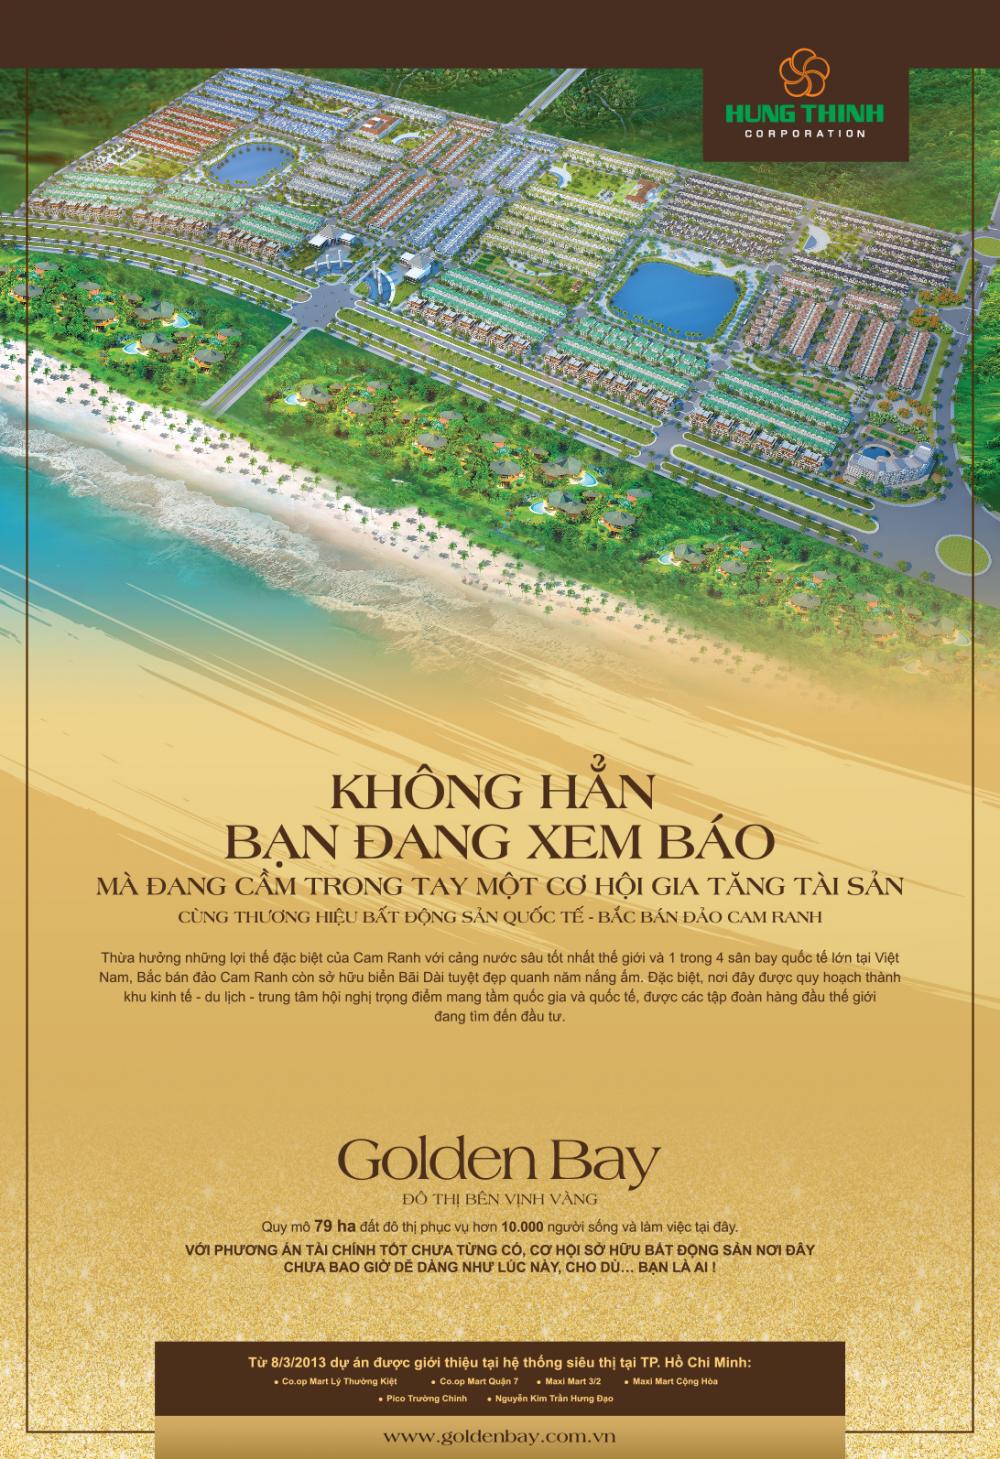 HUNG THINH
CORPORATION
KHÔNG HẲN
BẠN ĐANG XEM BÁO
MÀ ĐANG CẦM TRONG TAY MỘT CƠ HỘI GIA TĂNG TÀI SẢN
CÙNG THƯƠNG HIỆU BẤT ĐỘNG SẢN QUỐC TẾ - BẮC BÁN ĐẢO CAM RANH
Thừa hưởng những lợi thế đặc biệt của Cam Ranh với cảng nước sâu tốt nhất thế giới và 1 trong 4 sân bay quốc tế lớn tại Việt
Nam, Bắc bán đảo Cam Ranh còn sở hữu biển Bãi Dài tuyệt đẹp quanh năm nắng ấm. Đặc biệt, nơi đây được quy hoạch thành
khu kinh tế - du lịch - trung tâm hội nghị trọng điểm mang tầm quốc gia và quốc tế, được các tập đoàn hàng đầu thế giới
đang tìm đến đầu tư.
Golden Bay
ĐÔ THỊ BÊN VỊNH VÀNG
Quy mô 79 ha đất đô thị phục vụ hơn 10.000 người sống và làm việc tại đây.
VỚI PHƯƠNG ÁN TÀI CHÍNH TỐT CHƯA TỪNG CÓ, CƠ HỘI SỞ HỮU BẤT ĐỘNG SẢN NƠI ĐÂY
CHƯA BAO GIỜ DỄ DÀNG NHƯ LÚC NÀY, CHO DÙ... BẠN LÀ AI !
Từ 8/3/2013 dự án được giới thiệu tại hệ thống siêu thị tại TP. Hồ Chi Minh:
• Co.op Mart Lý Thường Kiệt • Co.op Mart Quận 7 • Maxi Mart 3/2 • Maxi Mart Cộng Hòa
• Pico Trường Chinh • Nguyễn Kim Trần Hưng Đạo
www.goldenbay.com.vn